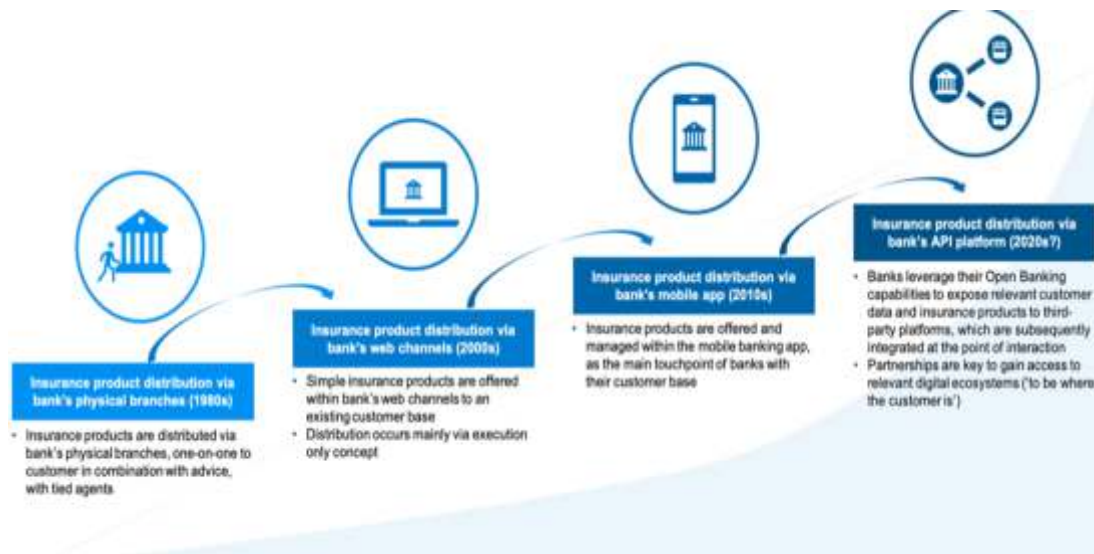 Insurance product distribution via
bank's physical branches (1980s)
• Insurance products are distributed via
bank's physical branches, one-on-one to
customer in combination with advice,
with tied agents
Insurance product distribution via
bank's web channels (2000s)
• Simple insurance products are offered
within bank's web channels to an
existing customer base
• Distribution occurs mainly via execution
only concept
Insurance product distribution via
bank's mobile app (2010s)
• Insurance products are offered and
managed within the mobile banking app,
as the main touchpoint of banks with
their customer base
Insurance product distribution via
bank's API platform (2020s?)
• Banks leverage their Open Banking
capabilities to expose relevant customer
data and insurance products to third-
party platforms, which are subsequently
integrated at the point of interaction
• Partnerships are key to gain access to
relevant digital ecosystems ('to be where
the customer is')